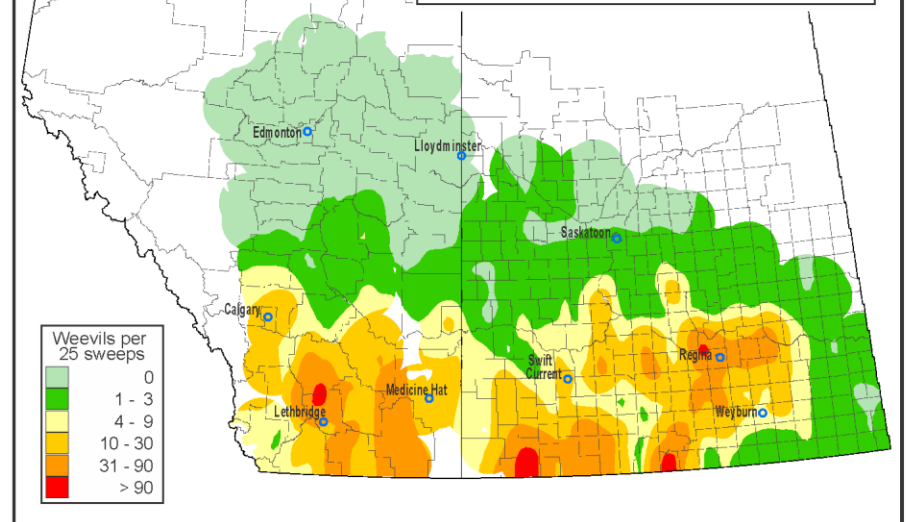 Edmonton
Lloydminster
Saskatoon
Calgary
Regina
Swift
Current
Medicine Hat
Lethbridge
Weyburn
Weevils per
25 sweeps
0
1 - 3
4 - 9
10 - 30
31 - 90
> 90